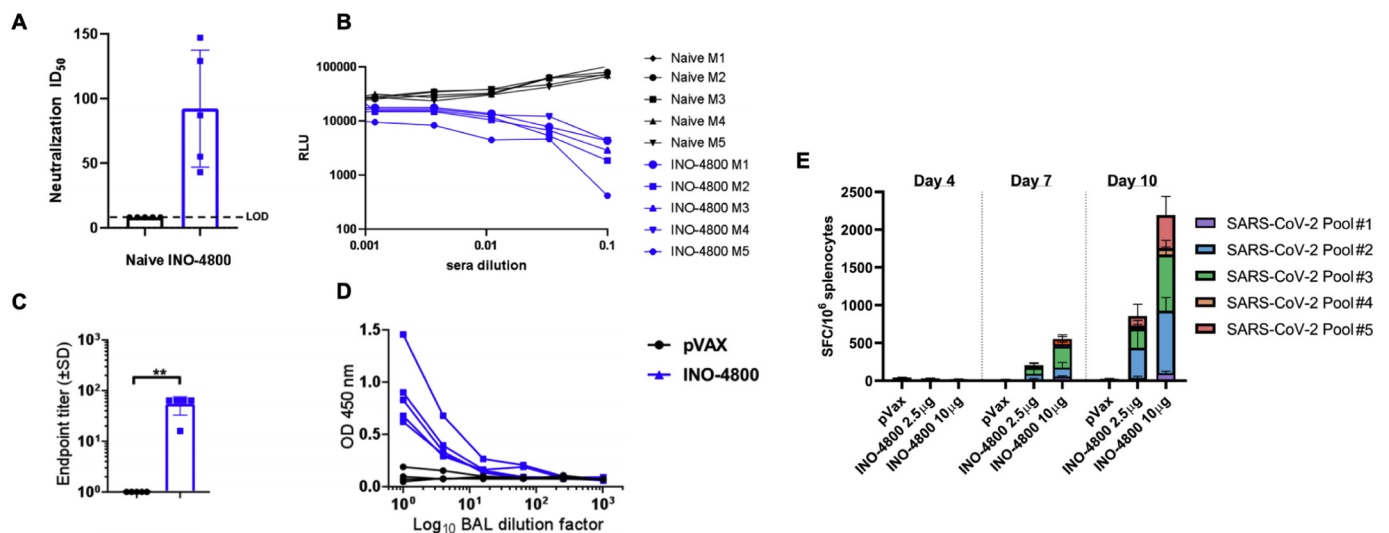 A
Neutralization ID50
150
100
50
0
LOD
Naive INO-4800
B
RLU
100000
10000
1000
100
0.001
0.01
0.1
sera dilution
Naive M1
Naive M2
Naive M3
Naive M4
Naive M5
INO-4800 M1
INO-4800 M2
INO-4800 M3
INO-4800 M4
INO-4800 M5
C
Endpoint titer (±SD)
10³
10²
10¹
10⁰
**
D
OD 450 nm
1.5
1.0
0.5
0.0
10⁰
10¹
10²
10³
Log10 BAL dilution factor
pVAX
INO-4800
E
SFC/10⁶ splenocytes
2500
2000
1500
1000
500
0
Day 4
Day 7
Day 10
pVax
INO-4800 2.5µg
INO-4800 10µg
pVax
INO-4800 2.5µg
INO-4800 10µg
pVax
INO-4800 2.5µg
INO-4800 10µg
SARS-CoV-2 Pool#1
SARS-CoV-2 Pool#2
SARS-CoV-2 Pool#3
SARS-CoV-2 Pool#4
SARS-CoV-2 Pool#5